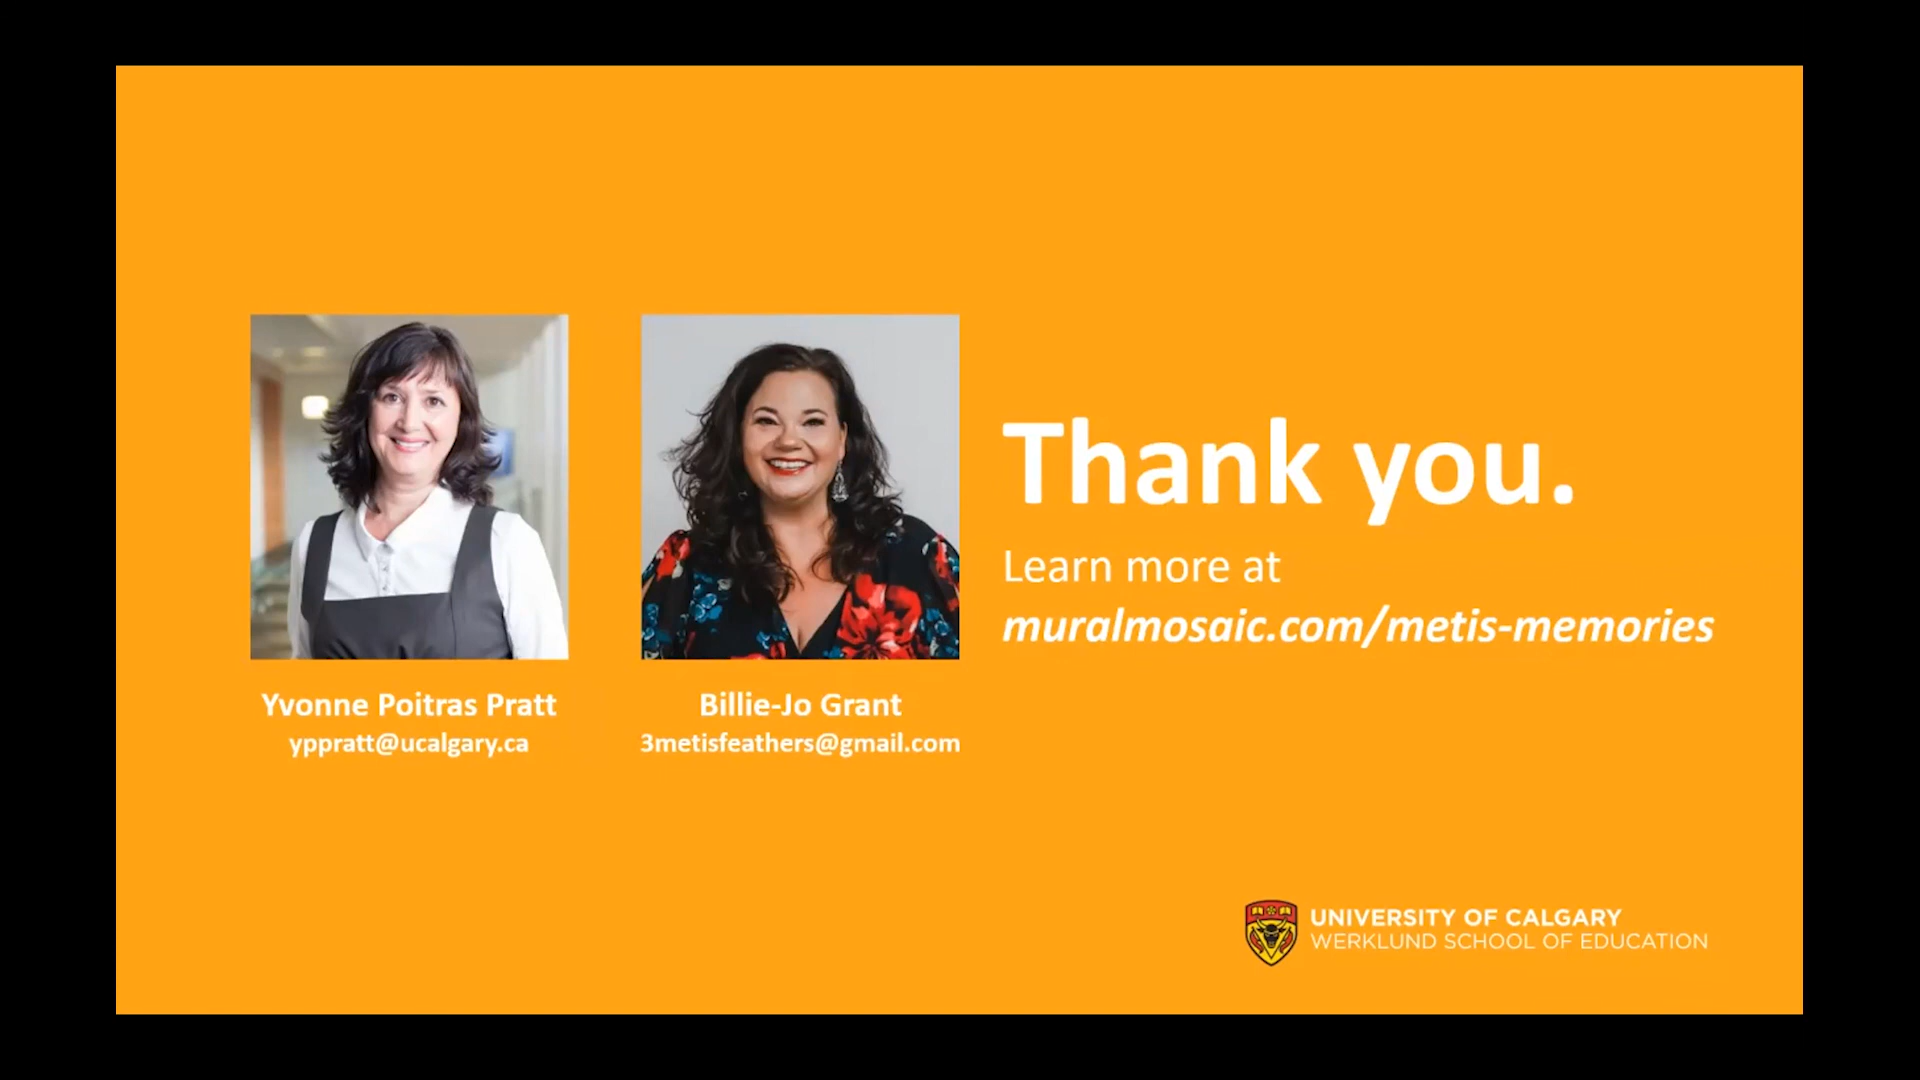 Thank you.
Learn more at
muralmosaic.com/metis-memories
Yvonne Poitras Pratt
yppratt@ucalgary.ca
Billie-Jo Grant
3metisfeathers@gmail.com
UNIVERSITY OF CALGARY
WERKLUND SCHOOL OF EDUCATION